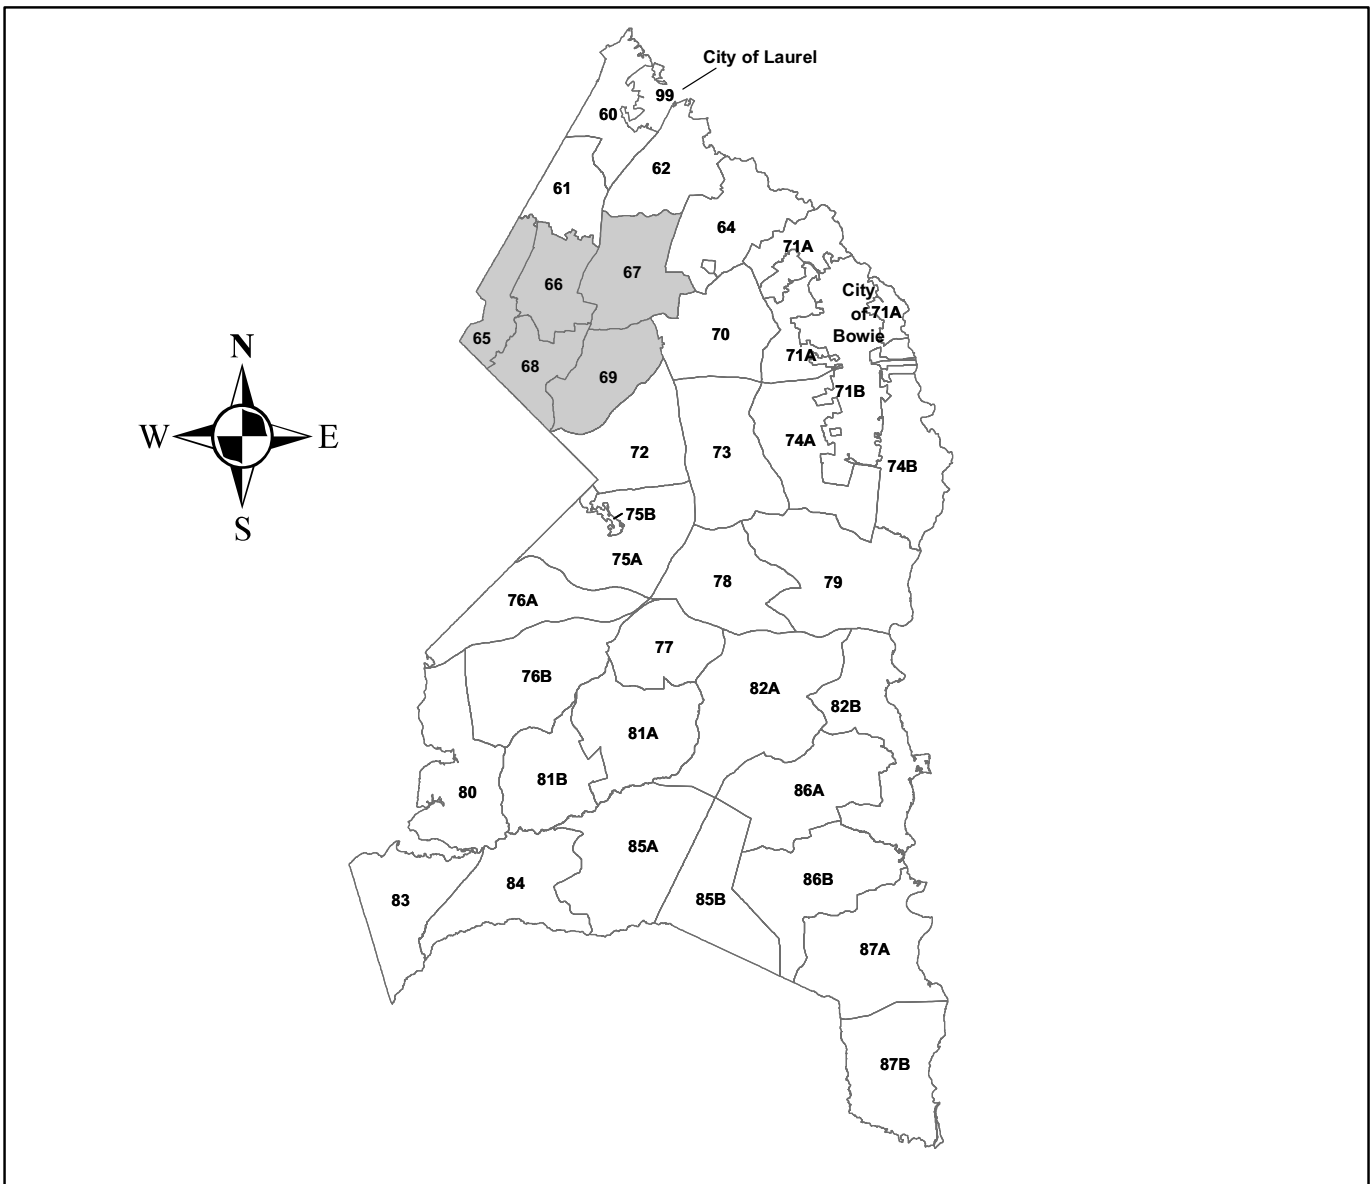 City of Laurel
99
60
62
61
64
71A
67
66
City
of
Bowie
71A
70
65
71A
68
69
71B
N
W
E
S
72
73
74A
74B
75B
75A
78
79
76A
77
76B
82A
82B
81A
81B
80
86A
85A
86B
84
83
85B
87A
87B